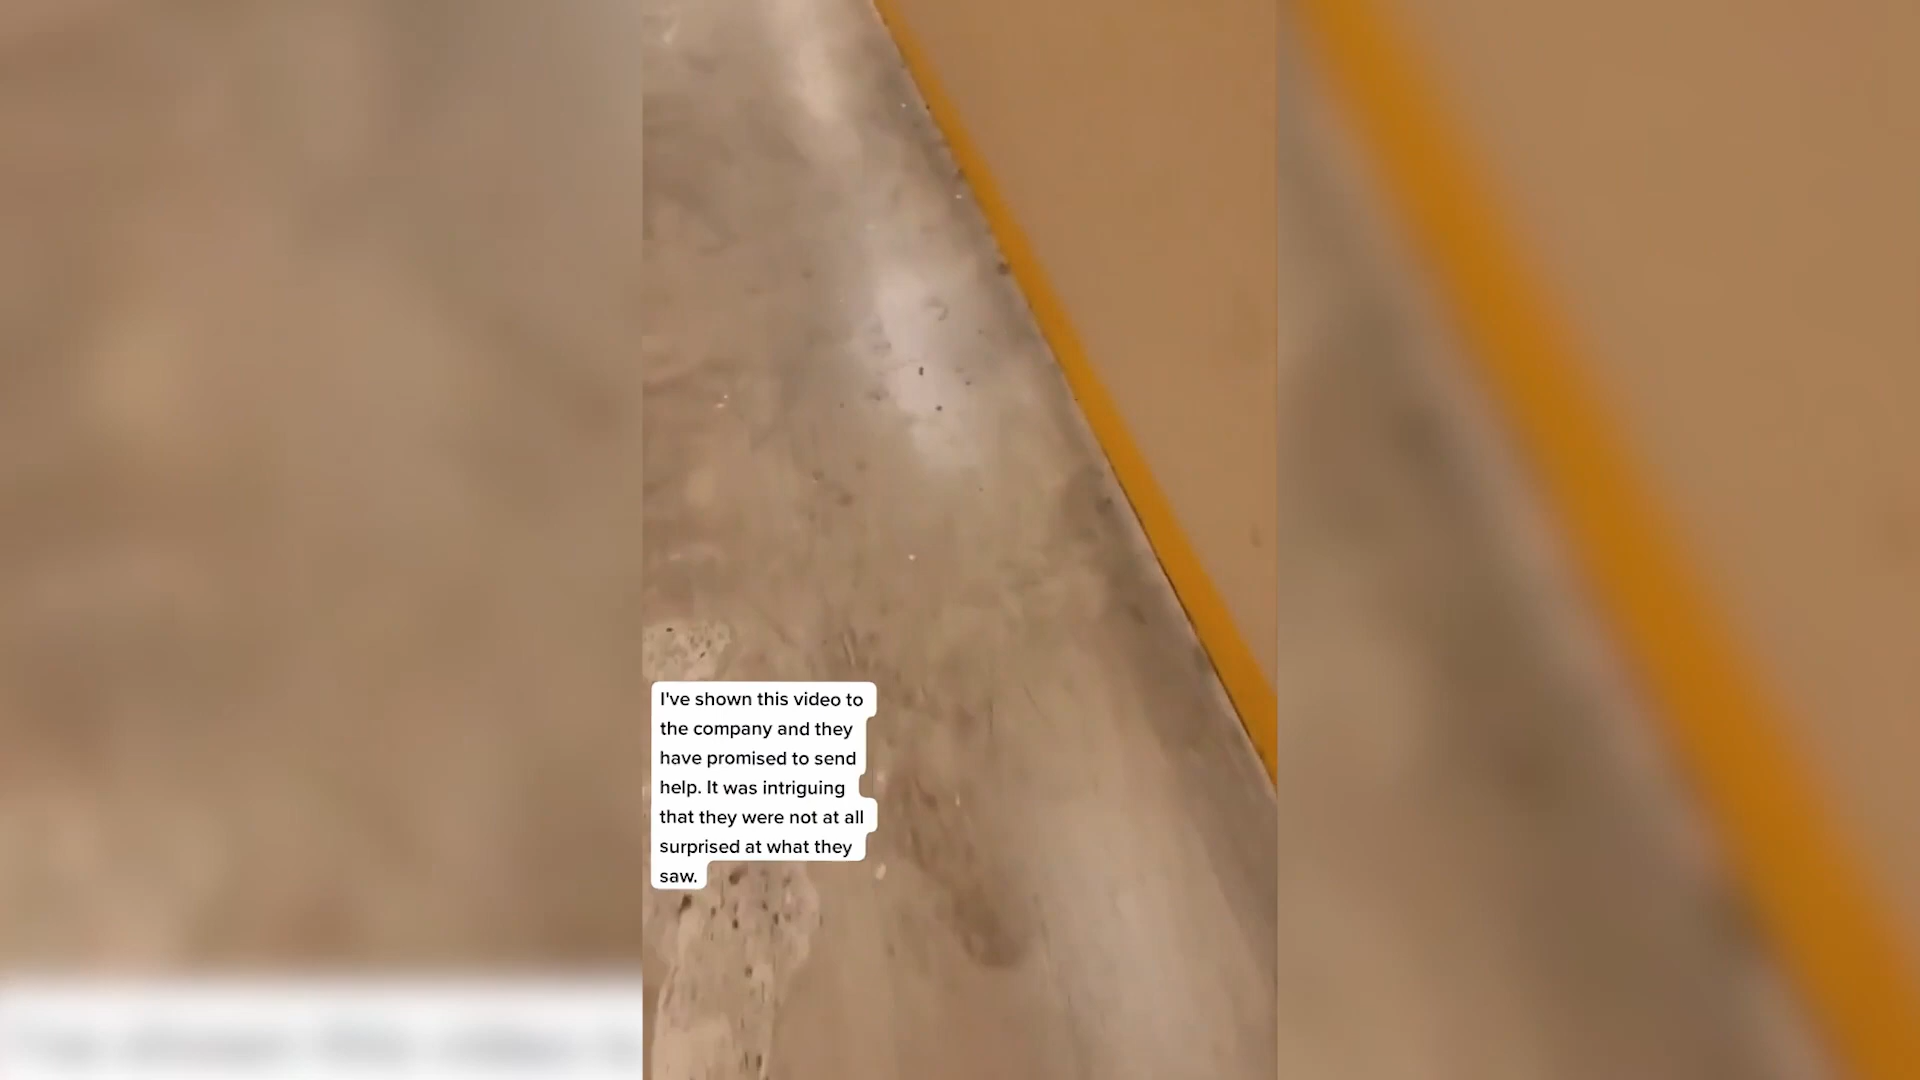 I've shown this video to
the company and they
have promised to send
help. It was intriguing
that they were not at all
surprised at what they
saw.